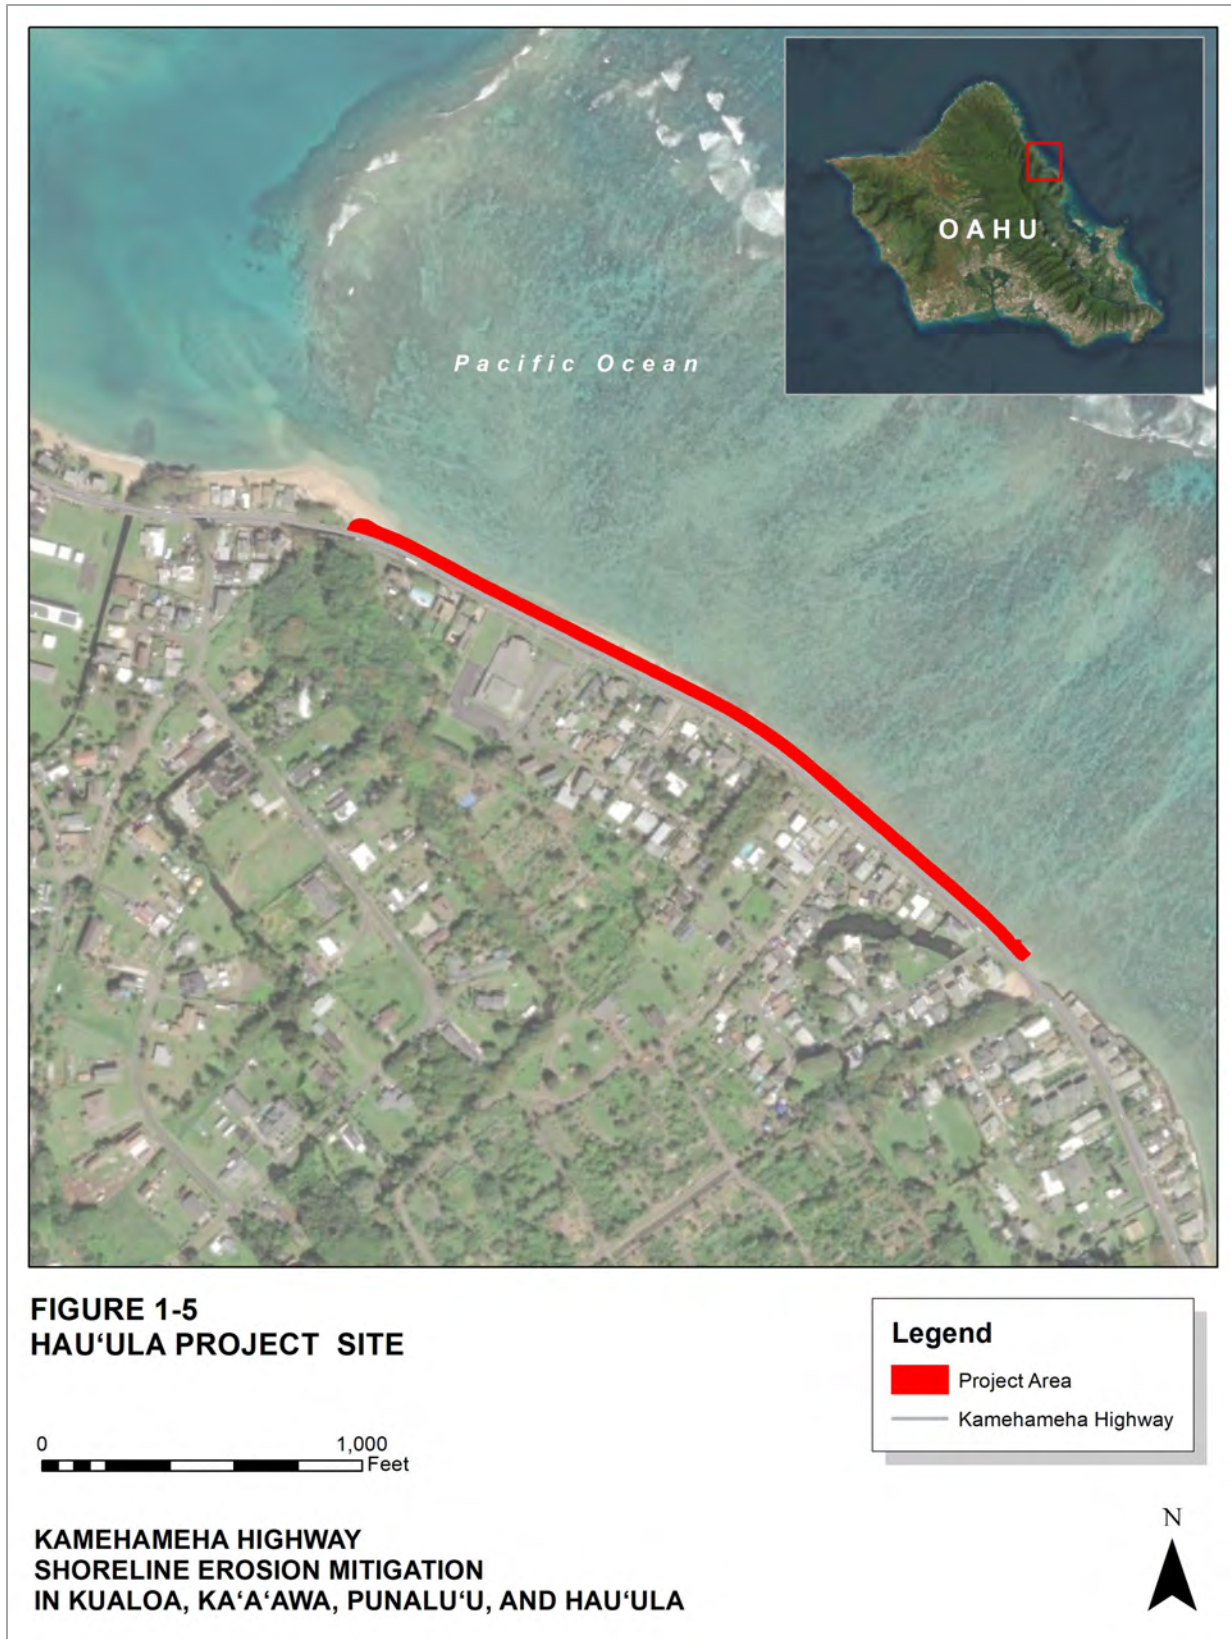 OAHU
Pacific Ocean
FIGURE 1-5
HAU‘ULA PROJECT SITE
Legend
Project Area
Kamehameha Highway
0 1,000
Feet
N
KAMEHAMEHA HIGHWAY
SHORELINE EROSION MITIGATION
IN KUALOA, KA‘A‘AWA, PUNALU‘U, AND HAU‘ULA